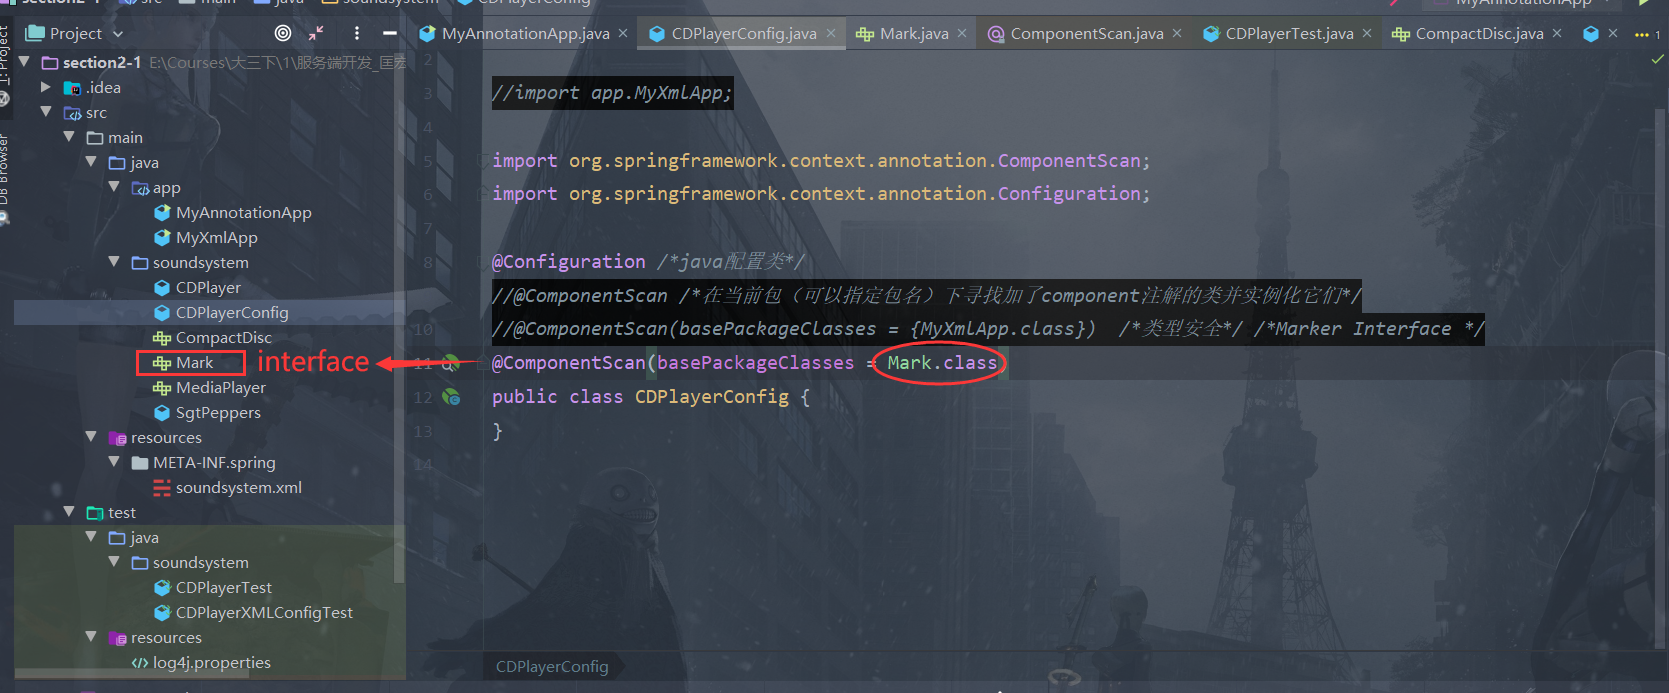 section2-1
src
main
java
soundsystem
CDPlayerConfig
MyAnnotationApp
Project
MyAnnotationApp.java
CDPlayerConfig.java
Mark.java
ComponentScan.java
CDPlayerTest.java
CompactDisc.java
1
1: Project
DB Browser
section2-1 E:\Courses\大三下\1\服务端开发_匡宏
.idea
src
main
java
app
MyAnnotationApp
MyXmlApp
soundsystem
CDPlayer
CDPlayerConfig
CompactDisc
Mark
interface
MediaPlayer
SgtPeppers
resources
META-INF.spring
soundsystem.xml
test
java
soundsystem
CDPlayerTest
CDPlayerXMLConfigTest
resources
log4j.properties
2
3 //import app.MyXmlApp;
4
5 import org.springframework.context.annotation.ComponentScan;
6 import org.springframework.context.annotation.Configuration;
7
8 @Configuration /*java配置类*/
//@ComponentScan /*在当前包（可以指定包名）下寻找加了component注解的类并实例化它们*/
10 //@ComponentScan(basePackageClasses = {MyXmlApp.class}) /*类型安全*/ /*Marker Interface */
11 @ComponentScan(basePackageClasses = Mark.class)
12 public class CDPlayerConfig {
13 }
14
CDPlayerConfig